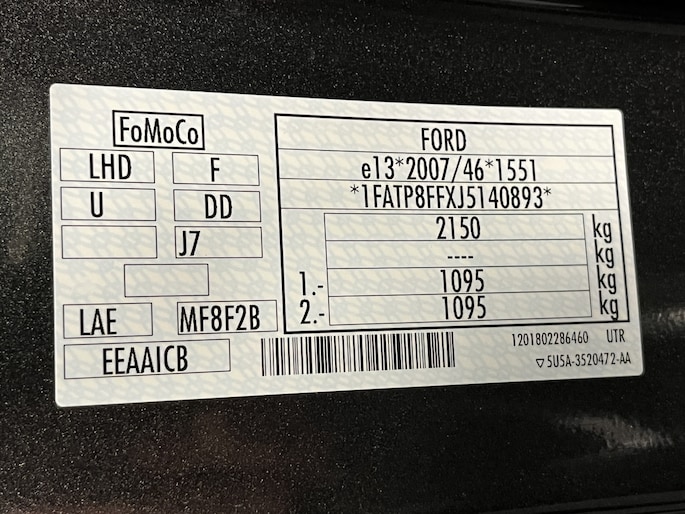 FoMoCo
LHD F
U DD
J7
LAE MF8F2B
EEAAICB
FORD
e13*2007/46*1551
*1FATP8FFXJ5140893*
2150 kg
---- kg
1.- 1095 kg
2.- 1095 kg
1201802286460 UTR
▽5U5A-3520472-AA